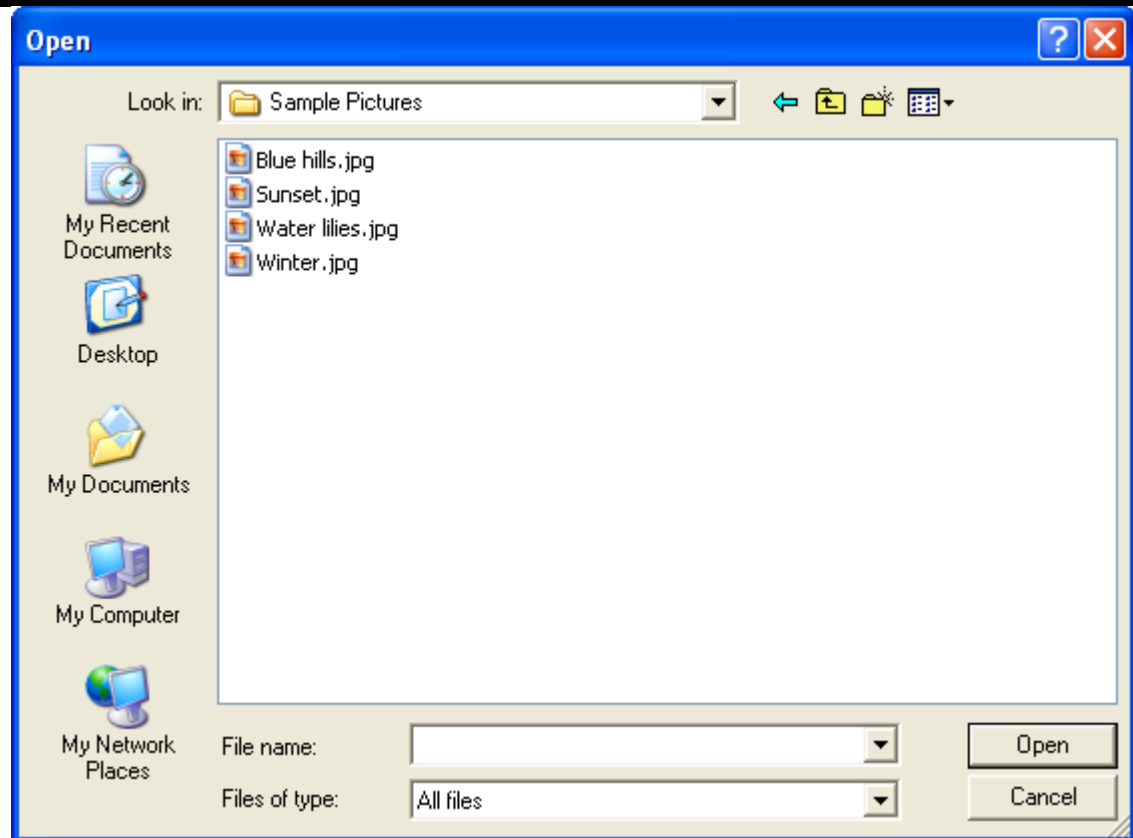 Open
Look in: Sample Pictures
Blue hills.jpg
Sunset.jpg
Water lilies.jpg
Winter.jpg
My Recent
Documents
Desktop
My Documents
My Computer
My Network
Places
File name:
Open
Files of type: All files
Cancel